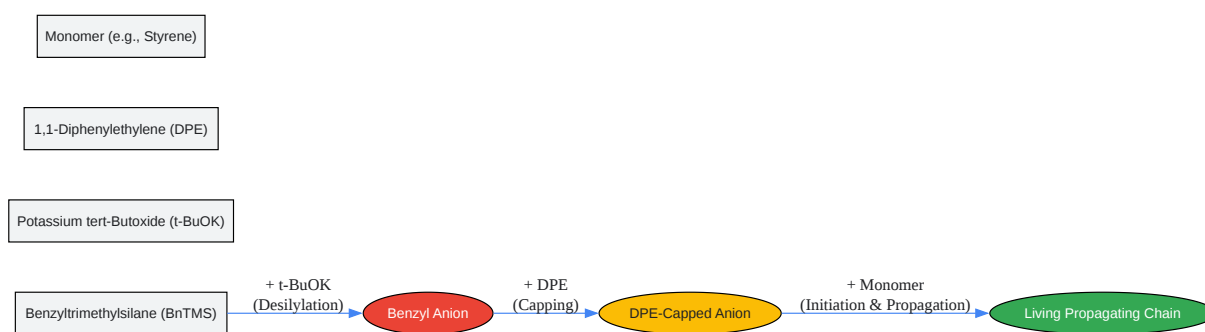 Monomer (e.g., Styrene)
1,1-Diphenylethylene (DPE)
Potassium tert-Butoxide (t-BuOK)
Benzyltrimethylsilane (BnTMS)
+ t-BuOK
(Desilylation)
Benzyl Anion
+ DPE
(Capping)
DPE-Capped Anion
+ Monomer
(Initiation & Propagation)
Living Propagating Chain